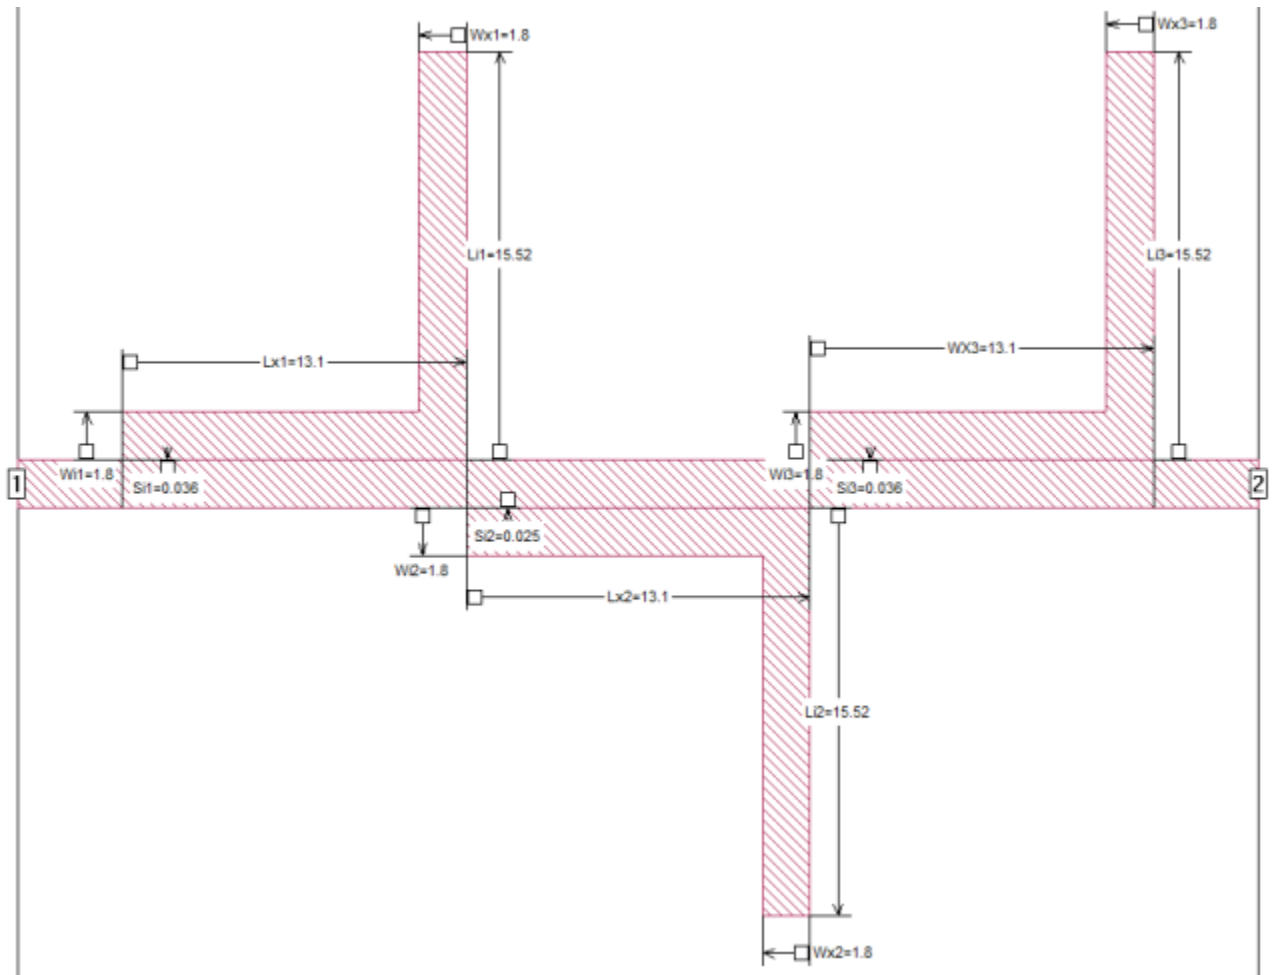 Wx3=1.8
Wx1=1.8
Li1=15.52
Li3=15.52
WX3=13.1
Lx1=13.1
Wi1=1.8
Wi3=1.8
1
Si1=0.036
Si3=0.036
2
Si2=0.025
Wi2=1.8
Lx2=13.1
Li2=15.52
Wx2=1.8